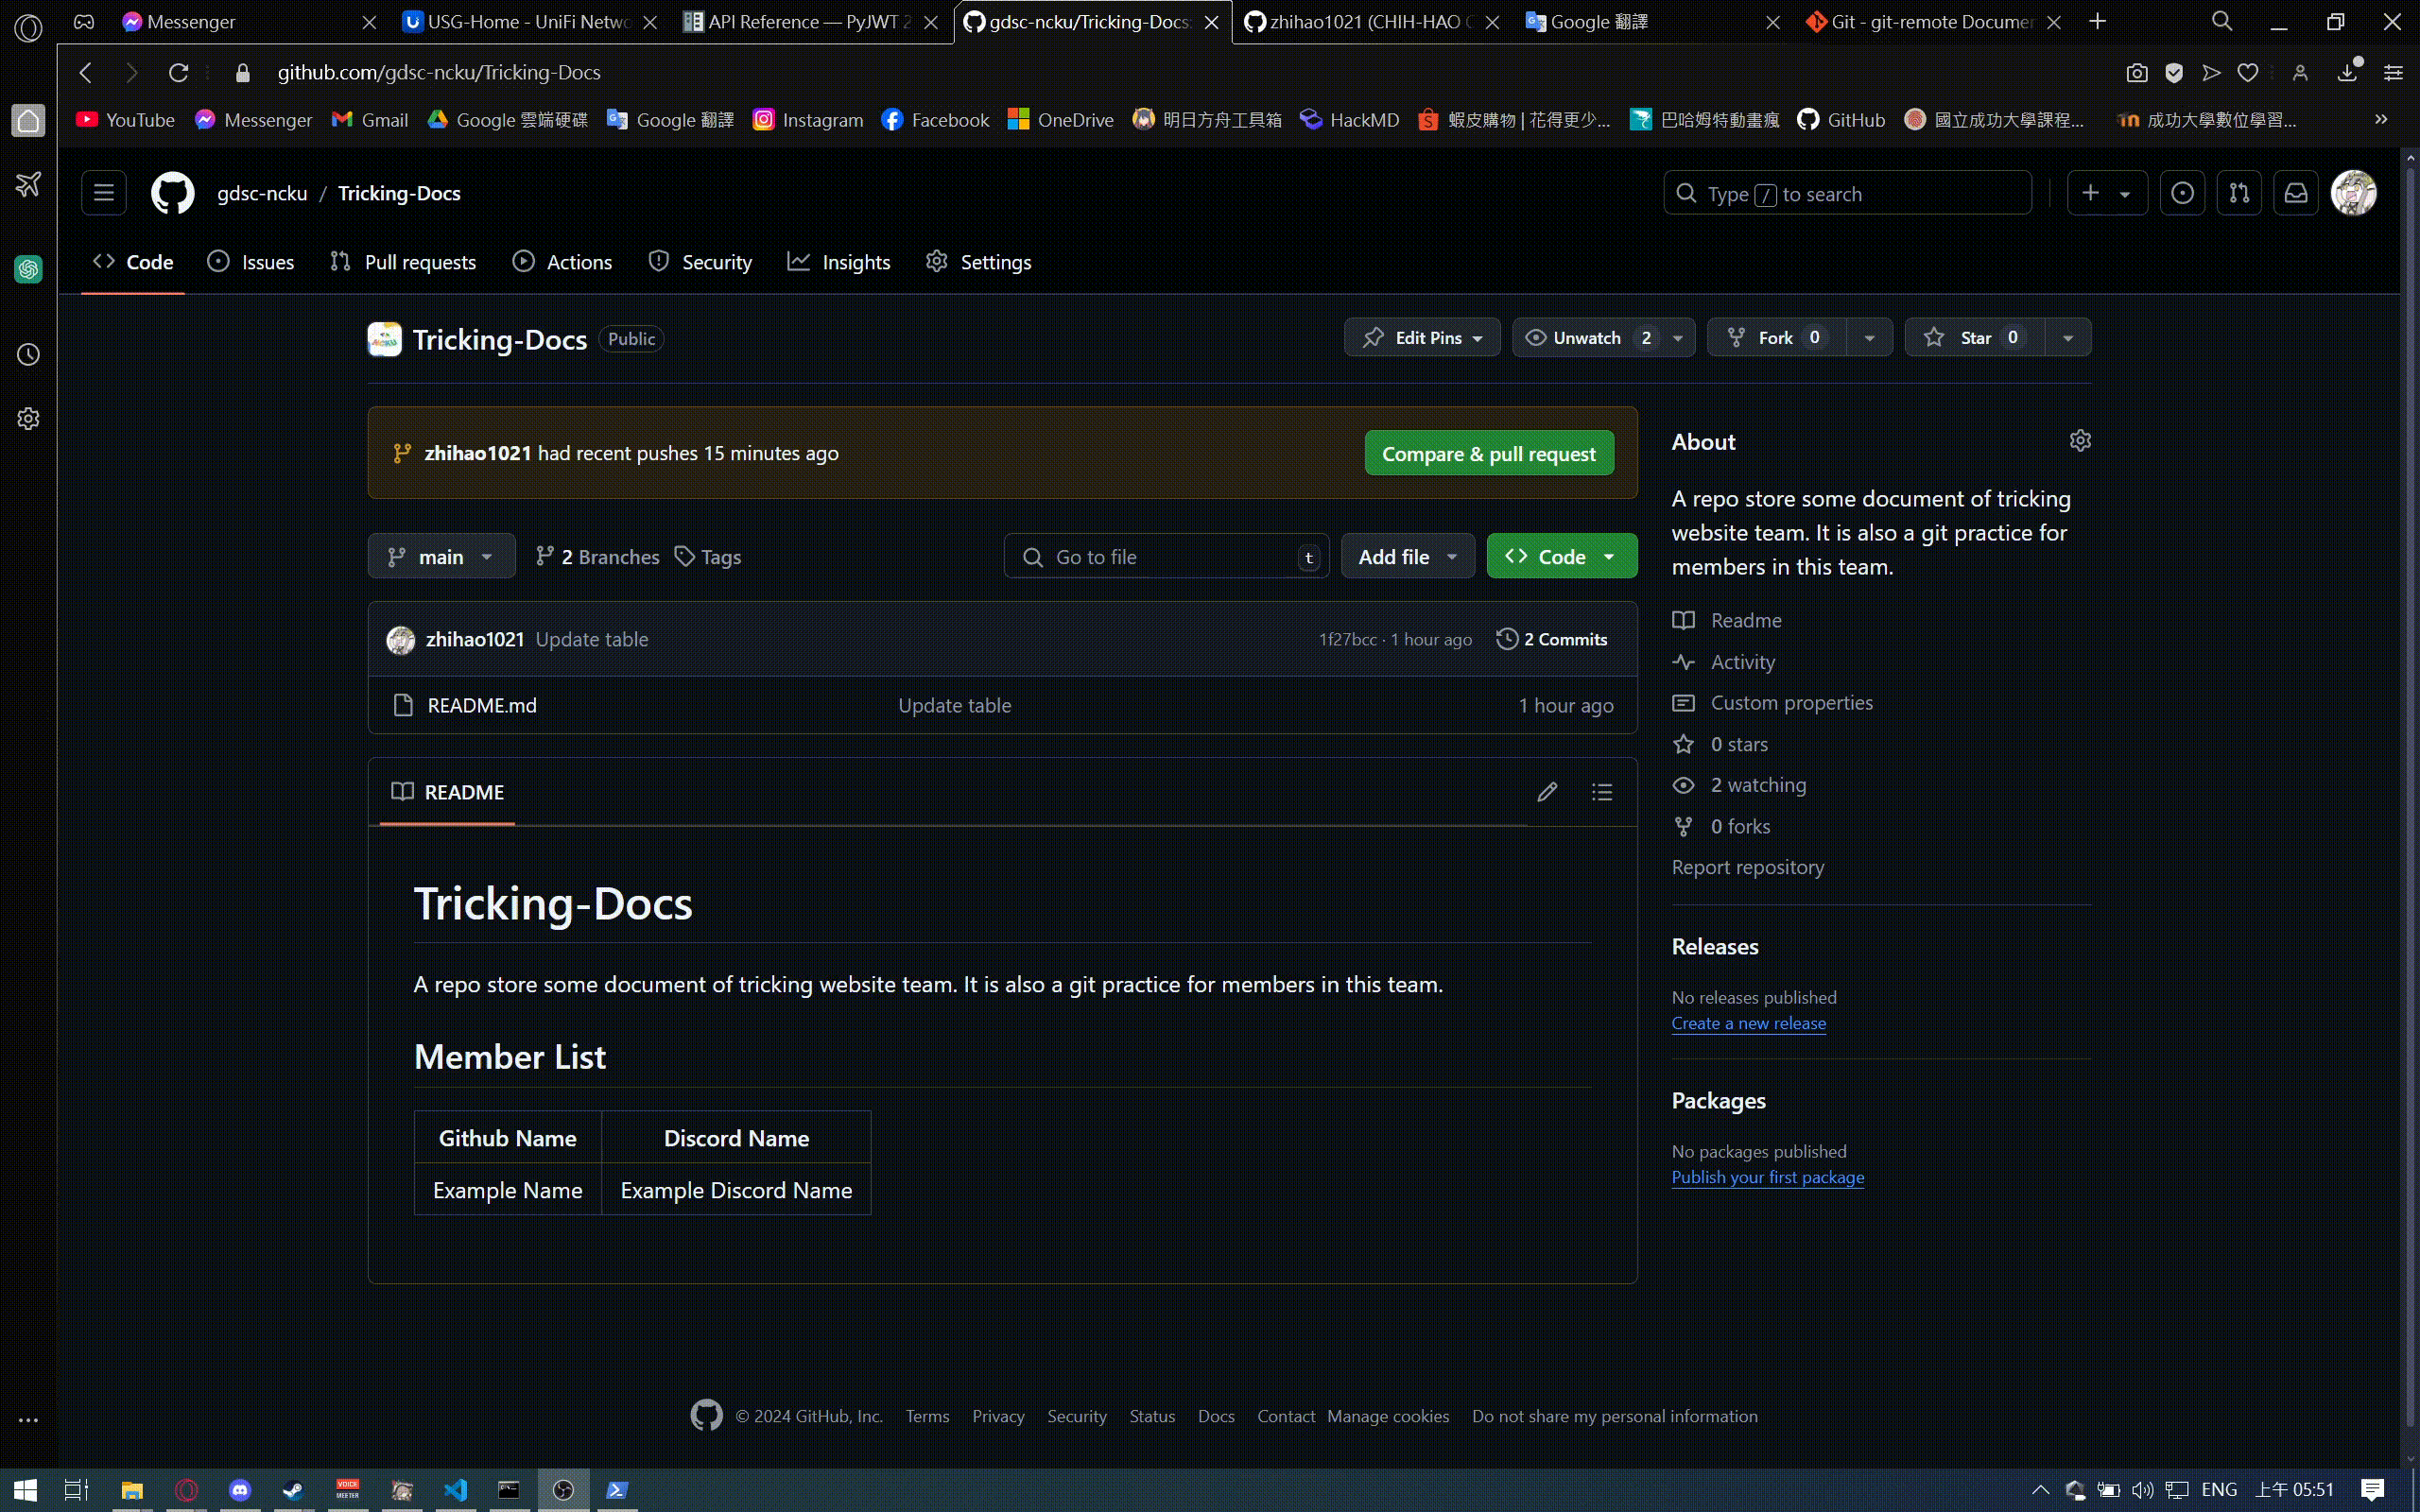 Messenger
USG-Home - UniFi Netwo
API Reference — PyJWT 2
gdsc-ncku/Tricking-Docs:
zhihao1021 (CHIH-HAO C
Google 翻譯
Git - git-remote Documen
github.com/gdsc-ncku/Tricking-Docs
YouTube
Messenger
Gmail
Google 雲端硬碟
Google 翻譯
Instagram
Facebook
OneDrive
明日方舟工具箱
HackMD
蝦皮購物 | 花得更少...
巴哈姆特動畫瘋
GitHub
國立成功大學課程...
成功大學數位學習...
gdsc-ncku / Tricking-Docs
Type / to search
Code
Issues
Pull requests
Actions
Security
Insights
Settings
Tricking-Docs
Public
Edit Pins
Unwatch 2
Fork 0
Star 0
zhihao1021 had recent pushes 15 minutes ago
Compare & pull request
main
2 Branches
Tags
Go to file
t
Add file
Code
zhihao1021 Update table
1f27bcc · 1 hour ago
2 Commits
README.md
Update table
1 hour ago
README
Tricking-Docs
A repo store some document of tricking website team. It is also a git practice for members in this team.
Member List
Github Name
Discord Name
Example Name
Example Discord Name
About
A repo store some document of tricking
website team. It is also a git practice for
members in this team.
Readme
Activity
Custom properties
0 stars
2 watching
0 forks
Report repository
Releases
No releases published
Create a new release
Packages
No packages published
Publish your first package
© 2024 GitHub, Inc.
Terms
Privacy
Security
Status
Docs
Contact
Manage cookies
Do not share my personal information
VOICE
MEETER
ENG
上午 05:51